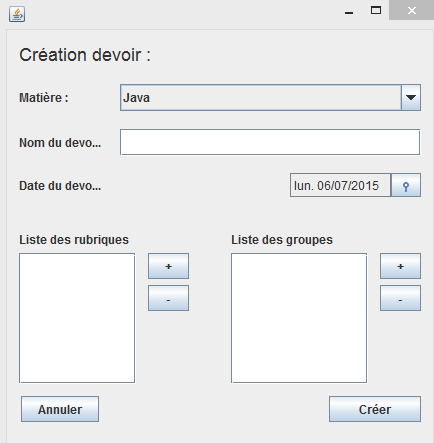 Création devoir :
Matière :
Java
Nom du devo...
Date du devo...
lun. 06/07/2015
Liste des rubriques
Liste des groupes
+
+
-
-
Annuler
Créer